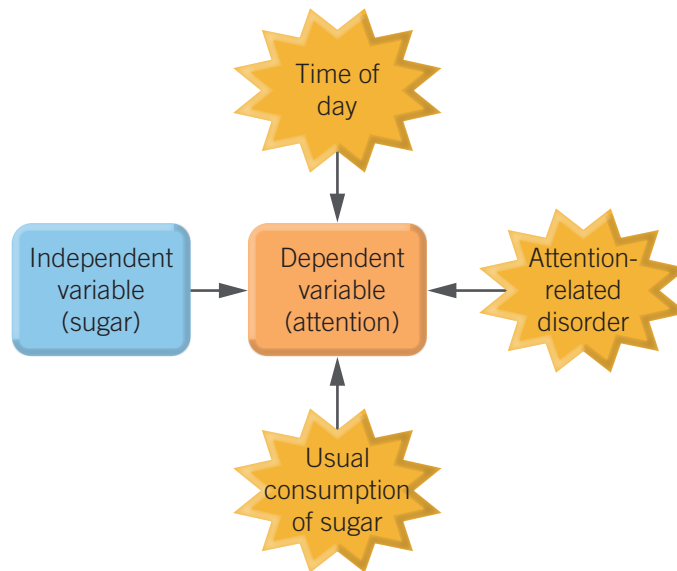 Time of
day
Independent
variable
(sugar)
Dependent
variable
(attention)
Attention-
related
disorder
Usual
consumption
of sugar